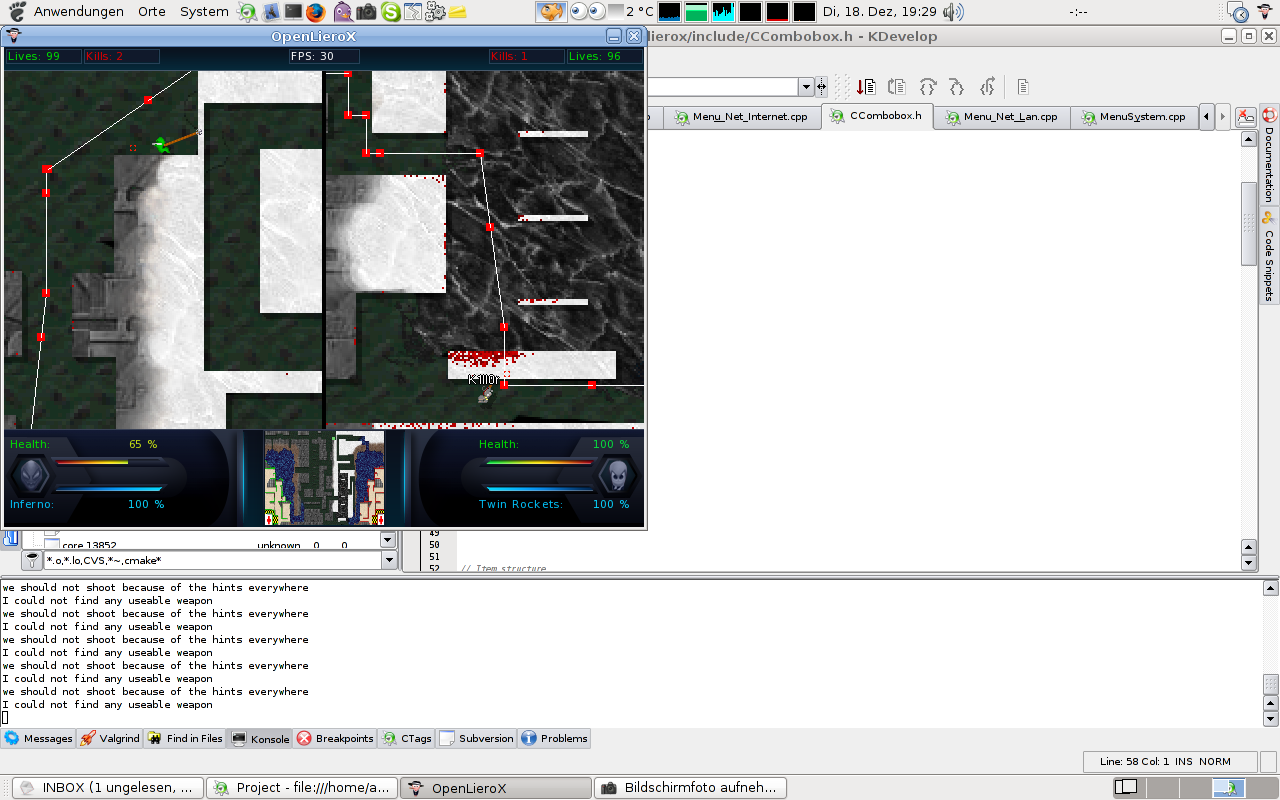 Anwendungen Orte System 2 °C Di, 18. Dez, 19:29 -:--
OpenLieroX
lierox/include/CCombobox.h - KDevelop
Lives: 99 Kills: 2 FPS: 30 Kills: 1 Lives: 96
Menu_Net_Internet.cpp CCombobox.h Menu_Net_Lan.cpp MenuSystem.cpp
Documentation
Code Snippets
Killer
Health: 65 % Health: 100 %
Inferno: 100 % Twin Rockets: 100 %
core.13852 unknown 0 0
*.o,*.lo,CVS,*~,cmake*
49
50
51
52 // Item structure
we should not shoot because of the hints everywhere
I could not find any useable weapon
we should not shoot because of the hints everywhere
I could not find any useable weapon
we should not shoot because of the hints everywhere
I could not find any useable weapon
we should not shoot because of the hints everywhere
I could not find any useable weapon
we should not shoot because of the hints everywhere
I could not find any useable weapon
Messages Valgrind Find in Files Konsole Breakpoints CTags Subversion Problems
Line: 58 Col: 1 INS NORM
INBOX (1 ungelesen, ... Project - file:///home/a... OpenLieroX Bildschirmfoto aufneh...